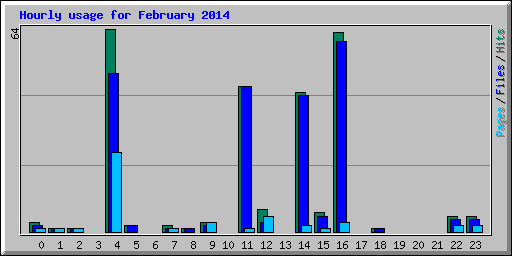 Hourly usage for February 2014
64
Pages/Files/Hits
0 1 2 3 4 5 6 7 8 9 10 11 12 13 14 15 16 17 18 19 20 21 22 23